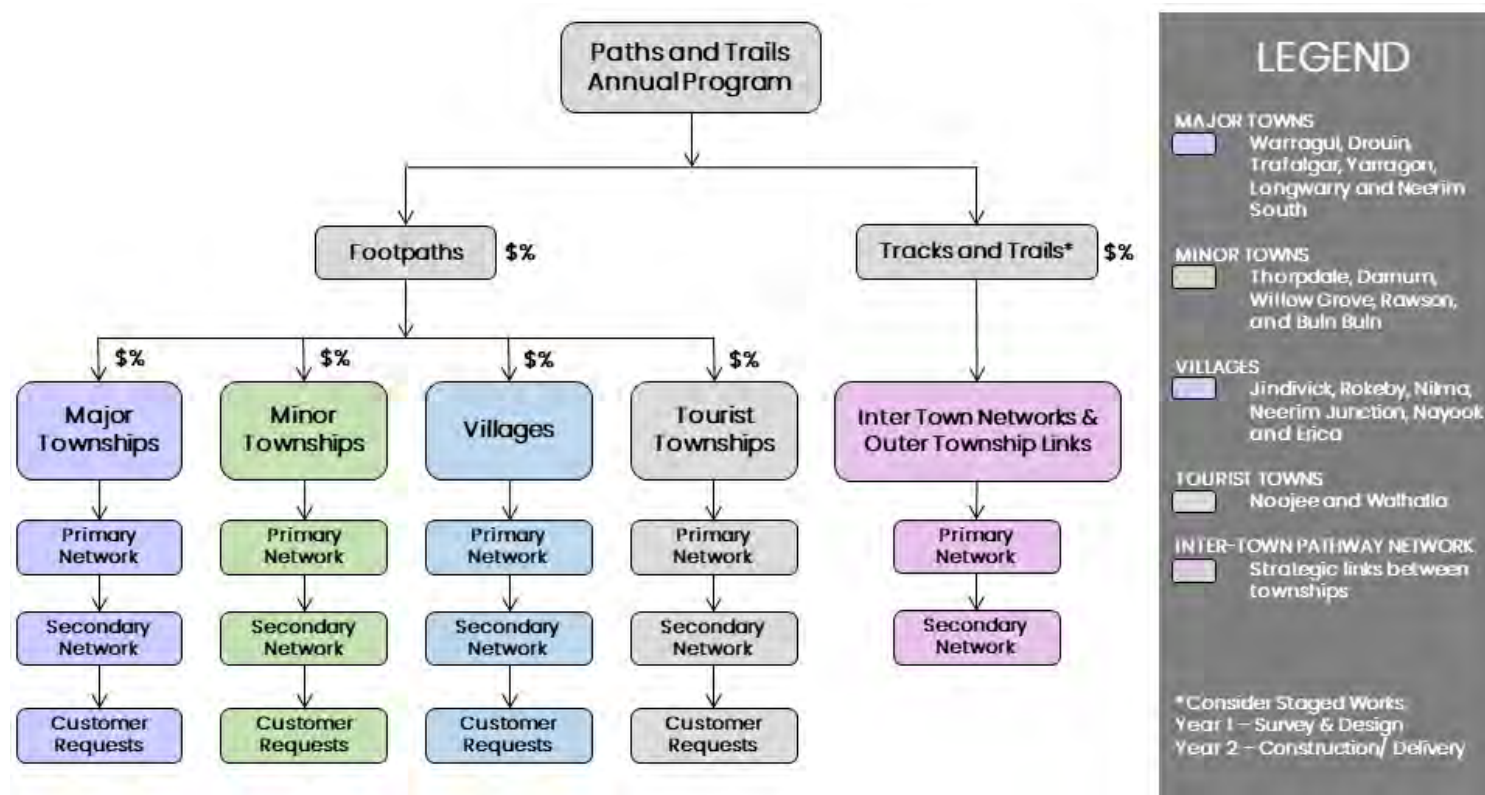 Paths and Trails
Annual Program
Footpaths
$%
Tracks and Trails*
$%
$%
$%
$%
$%
Major
Townships
Minor
Townships
Villages
Tourist
Townships
Inter Town Networks &
Outer Township Links
Primary
Network
Primary
Network
Primary
Network
Primary
Network
Primary
Network
Secondary
Network
Secondary
Network
Secondary
Network
Secondary
Network
Secondary
Network
Customer
Requests
Customer
Requests
Customer
Requests
Customer
Requests
LEGEND
MAJOR TOWNS
Warragul, Drouin,
Trafalgar, Yarragon,
Longwarry and Neerim
South
MINOR TOWNS
Thorpdale, Darnum,
Willow Grove, Rawson,
and Buln Buln
VILLAGES
Jindivick, Rokeby, Nilma,
Neerim Junction, Nayook
and Erica
TOURIST TOWNS
Noojee and Walhalla
INTER-TOWN PATHWAY NETWORK
Strategic links between
townships
*Consider Staged Works
Year 1 – Survey & Design
Year 2 – Construction/ Delivery